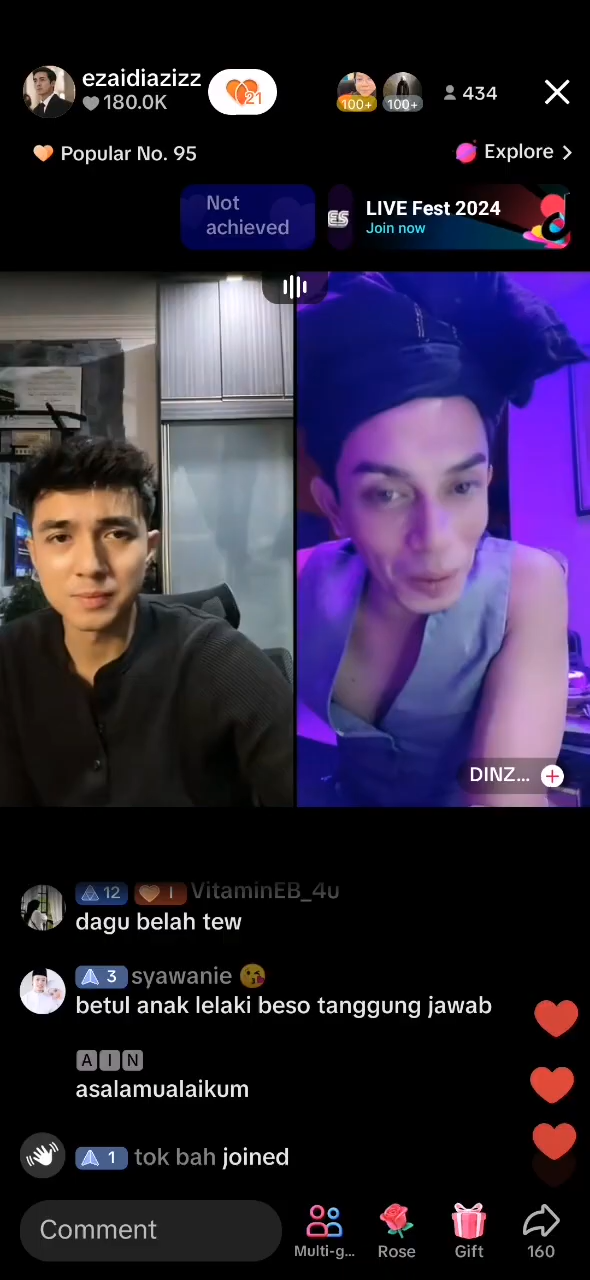 ezaidiazizz
180.0K
21
100+
100+
434
Popular No. 95
Explore
Not
achieved
ES
LIVE Fest 2024
Join now
DINZ...
12
1
VitaminEB_4u
dagu belah tew
3
syawanie
betul anak lelaki beso tanggung jawab
AIN
asalamualaikum
1 tok bah joined
Comment
Multi-g...
Rose
Gift
160